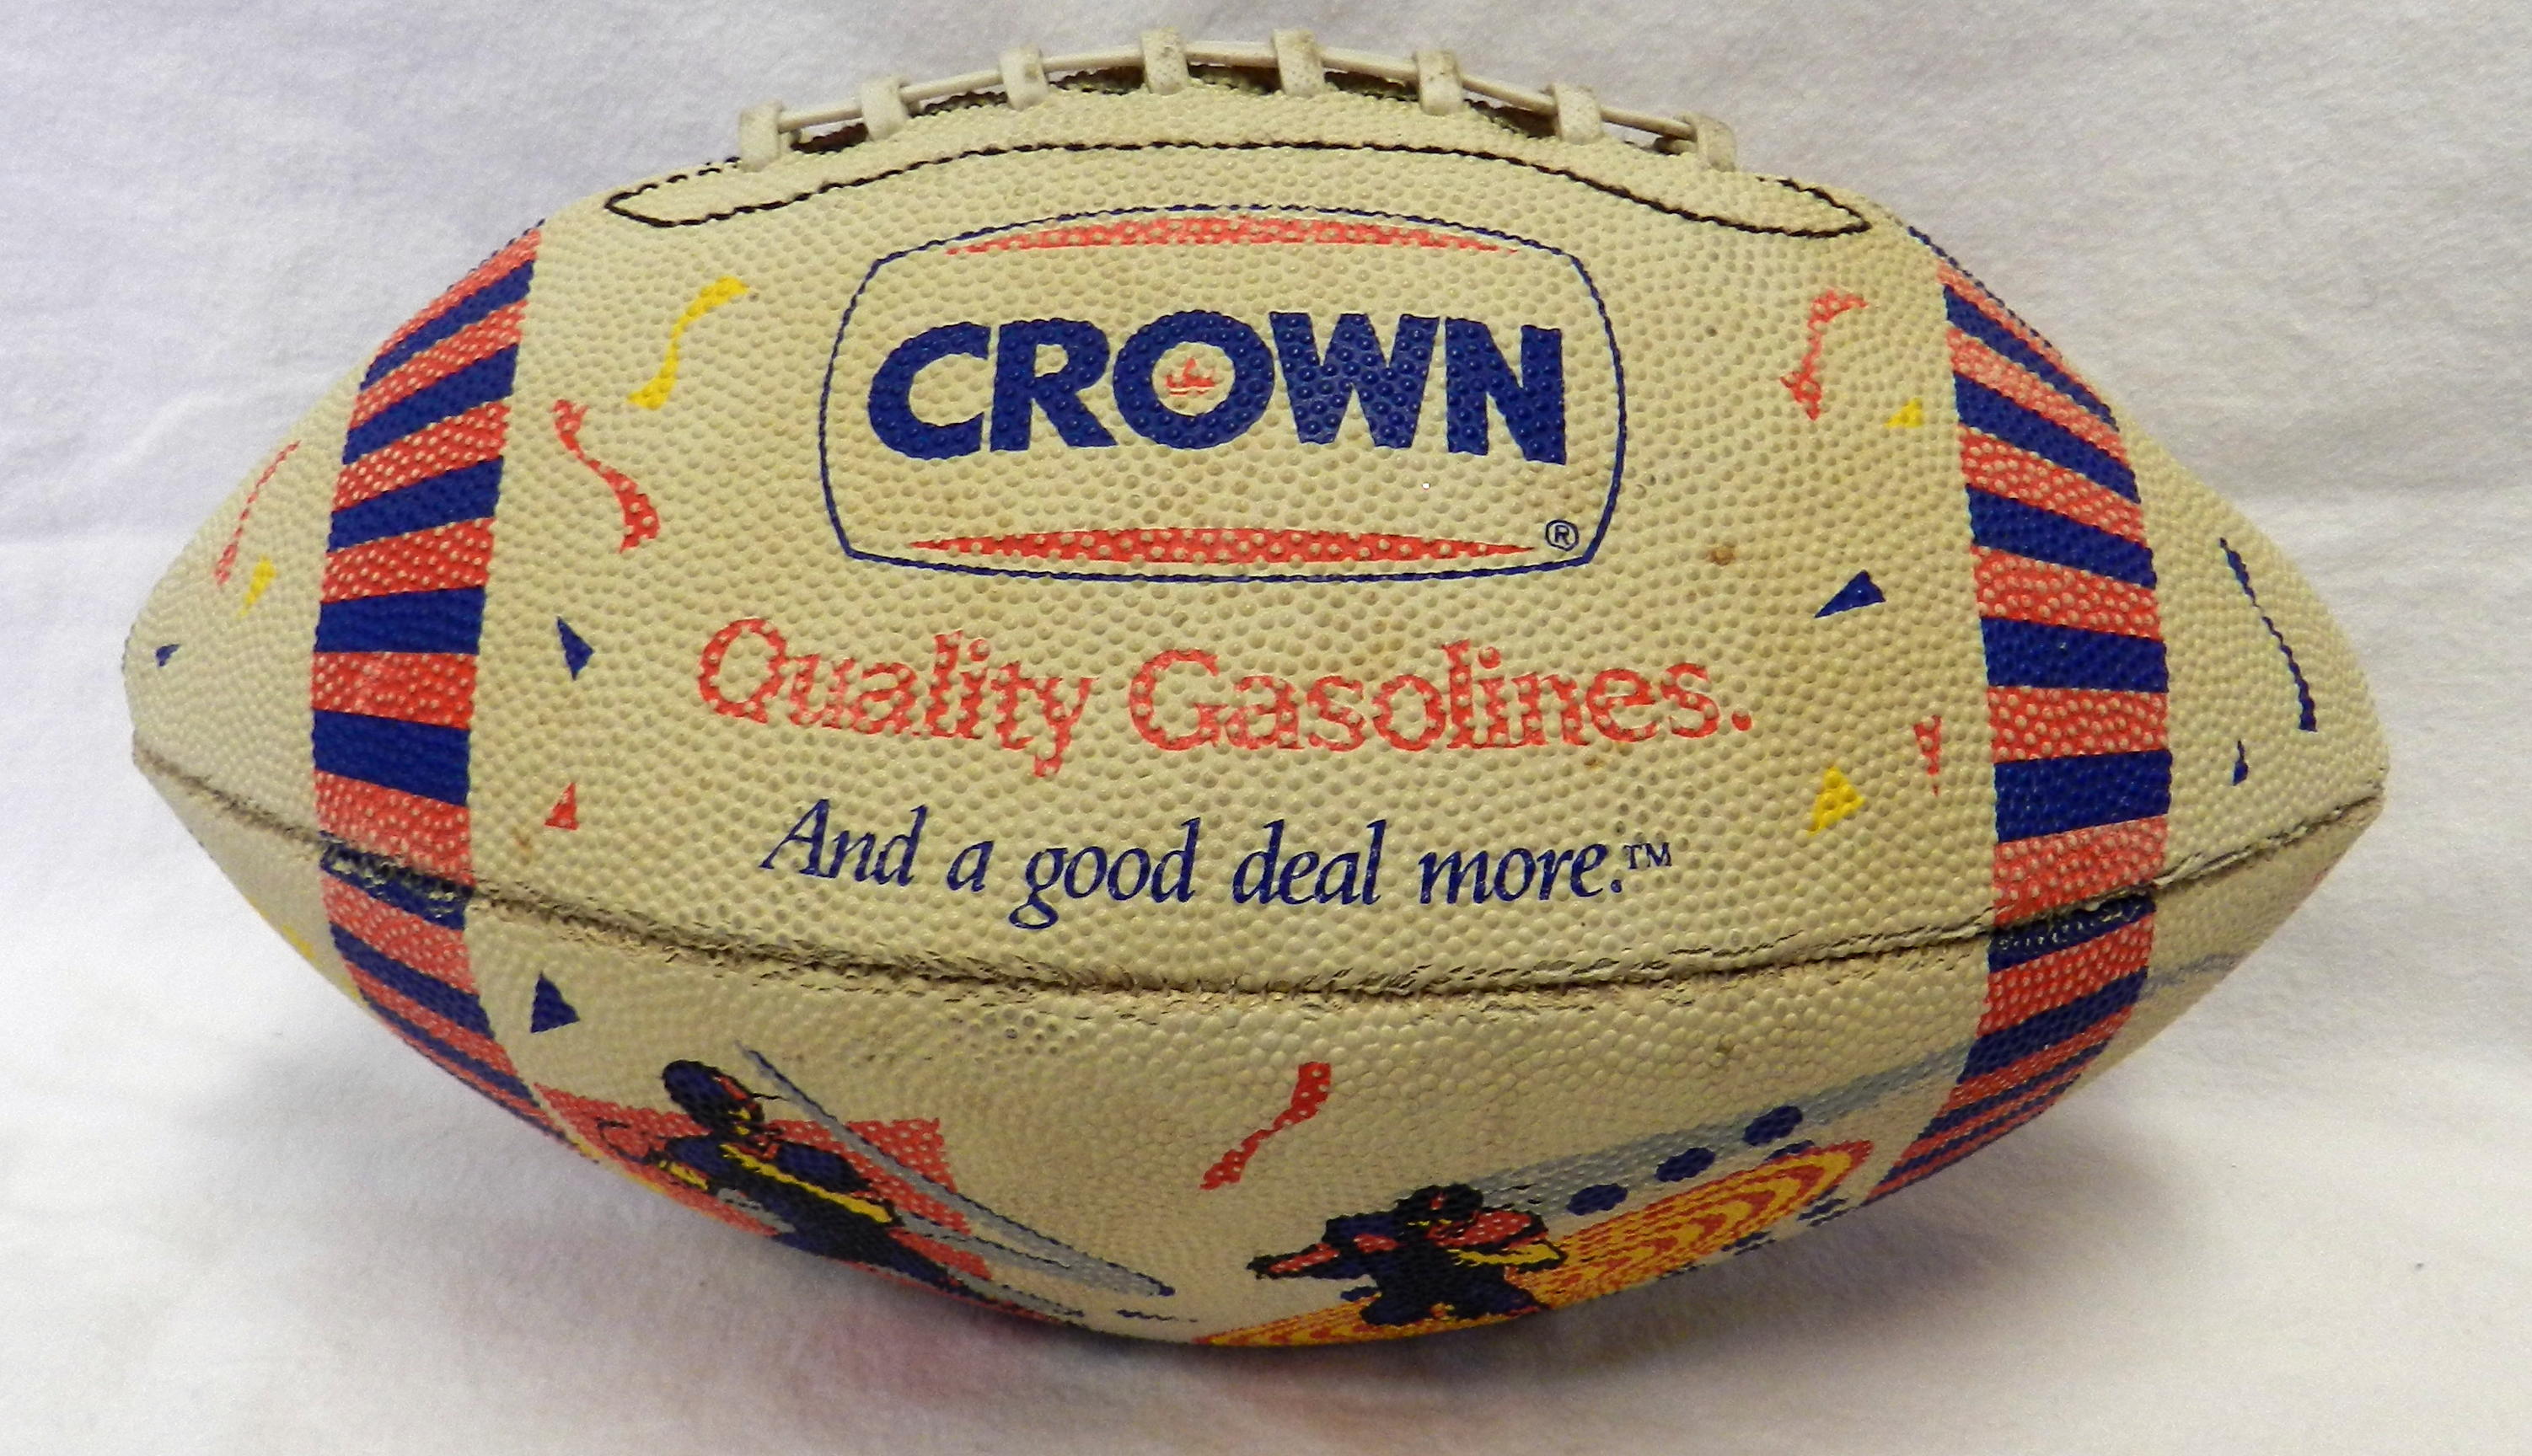 CROWN
®
Quality Gasolines.
And a good deal more.™